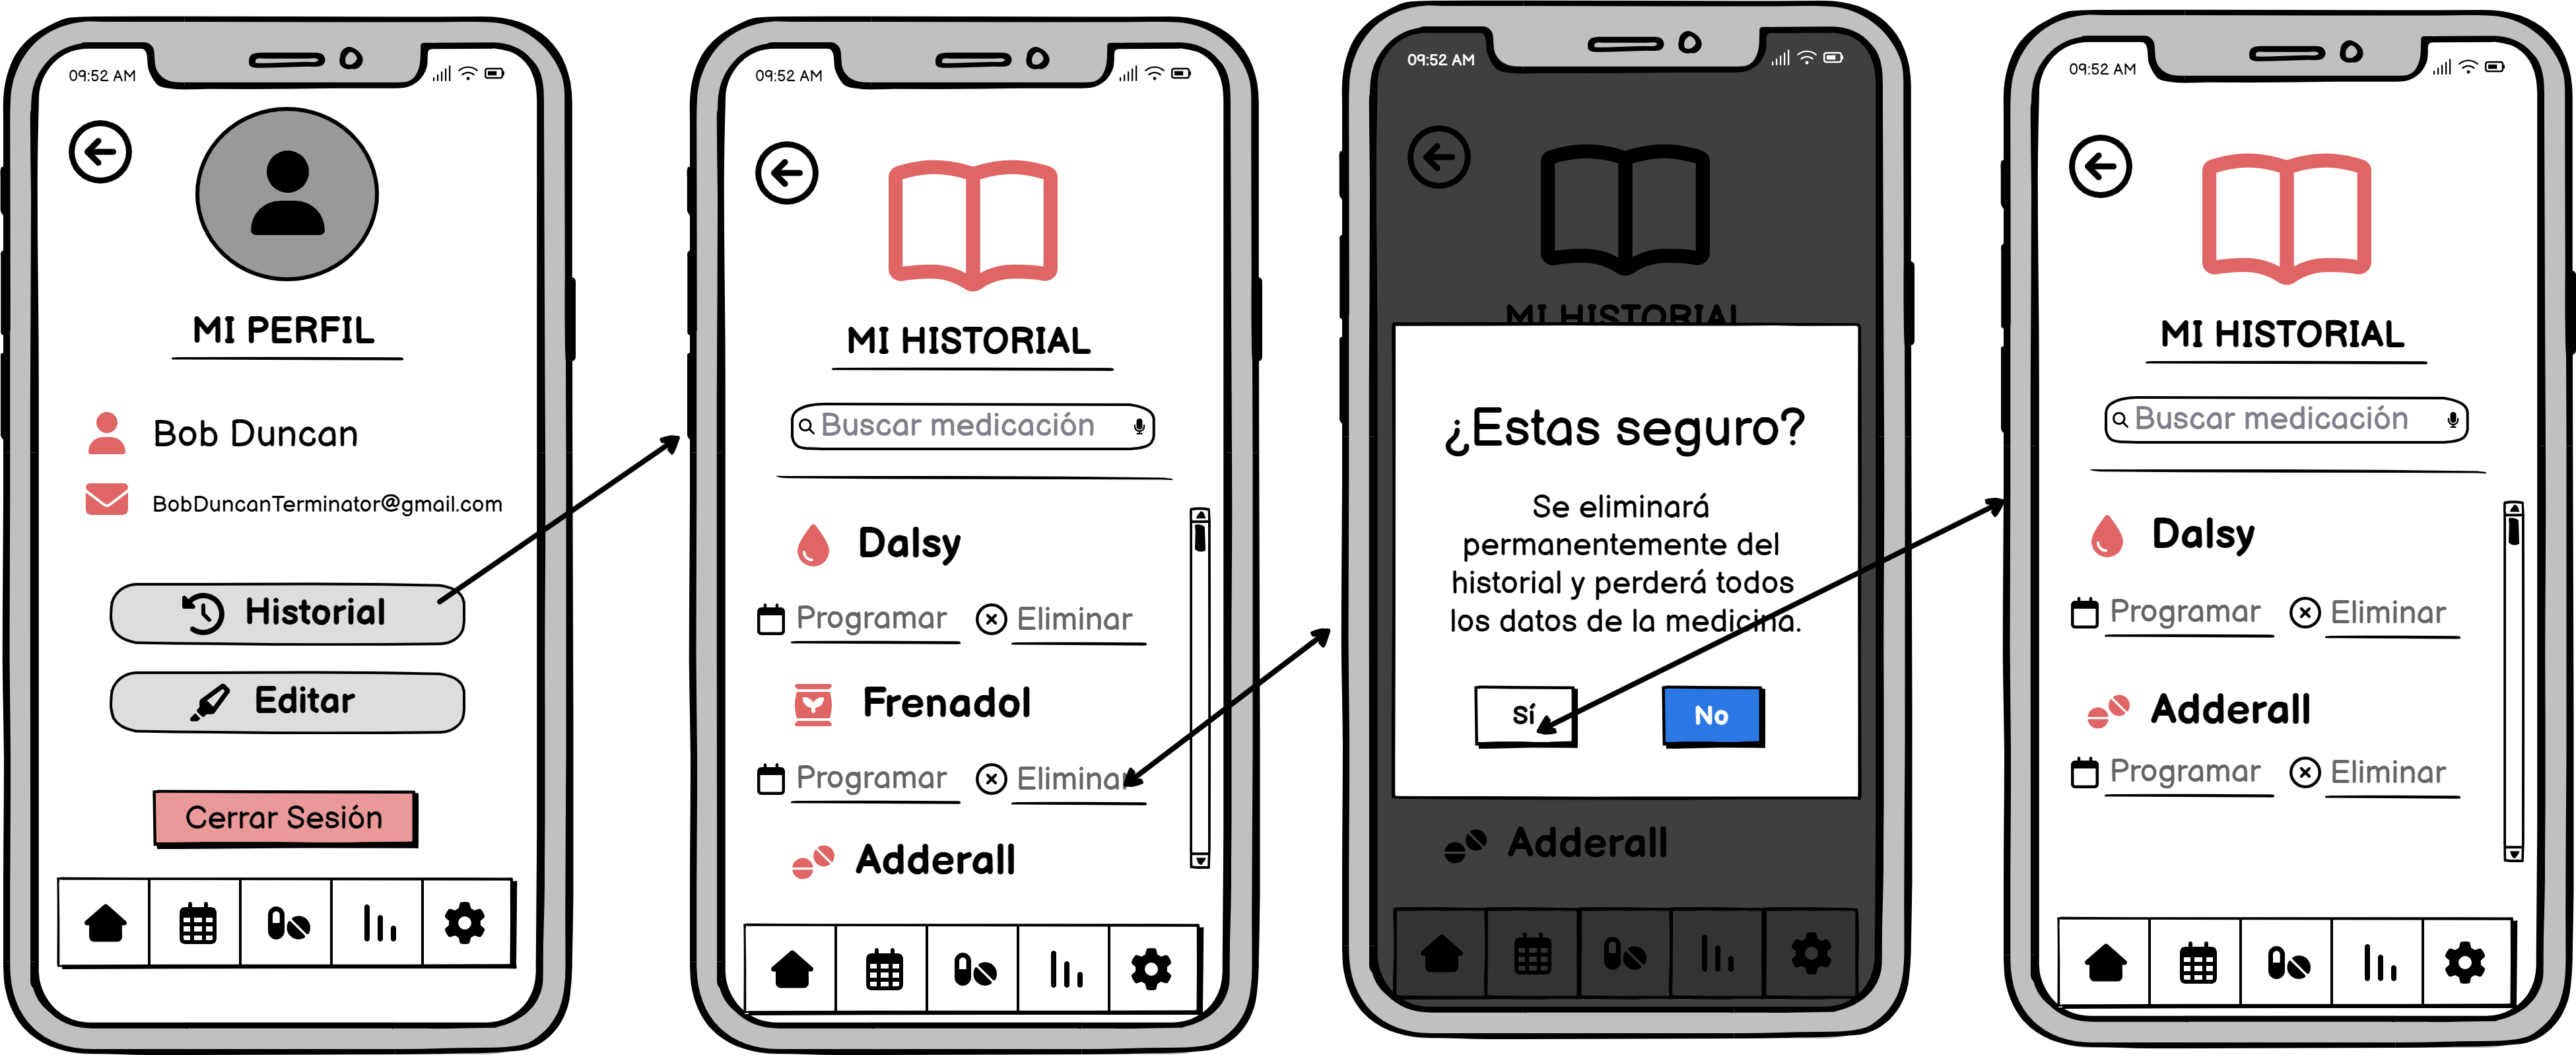 09:52 AM
MI PERFIL
Bob Duncan
BobDuncanTerminator@gmail.com
Historial
Editar
Cerrar Sesión
09:52 AM
MI HISTORIAL
Buscar medicación
Dalsy
Programar Eliminar
Frenadol
Programar Eliminar
Adderall
09:52 AM
MI HISTORIAL
¿Estas seguro?
Se eliminará
permanentemente del
historial y perderá todos
los datos de la medicina.
Sí No
Adderall
09:52 AM
MI HISTORIAL
Buscar medicación
Dalsy
Programar Eliminar
Adderall
Programar Eliminar